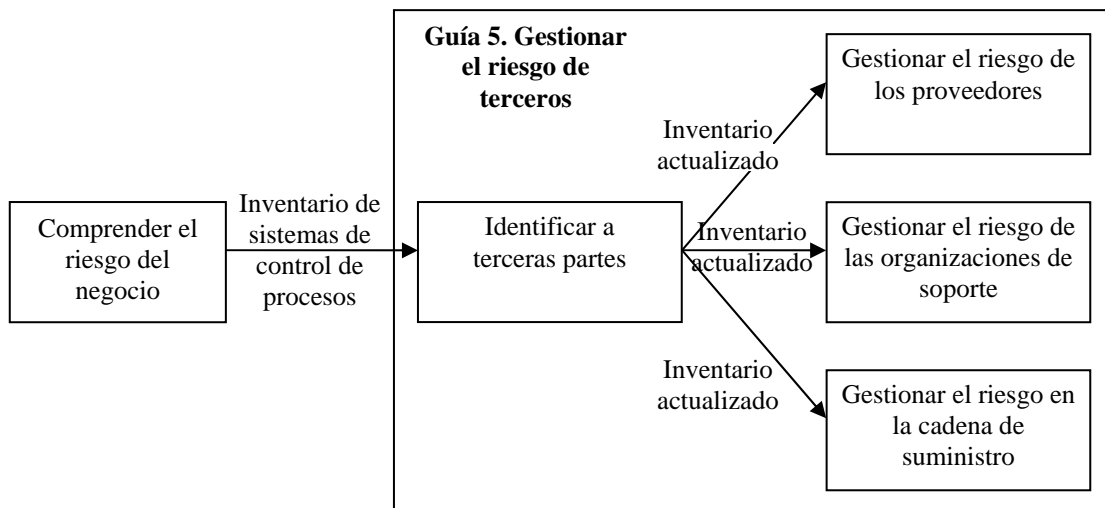 Guía 5. Gestionar
el riesgo de
terceros
Comprender el
riesgo del
negocio
Inventario de
sistemas de
control de
procesos
Identificar a
terceras partes
Inventario
actualizado
Gestionar el riesgo de
los proveedores
Inventario
actualizado
Gestionar el riesgo de
las organizaciones de
soporte
Inventario
actualizado
Gestionar el riesgo en
la cadena de
suministro